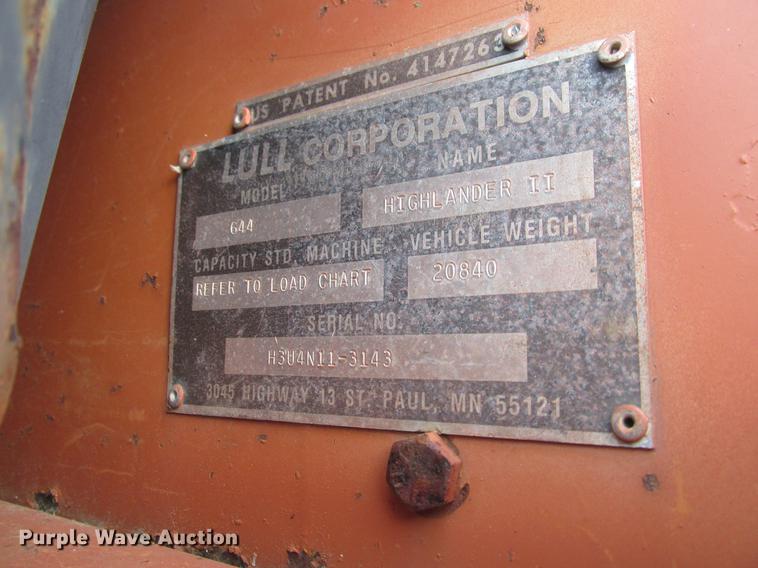 US PATENT No. 4147263
LULL CORPORATION
MODEL NAME
644 HIGHLANDER II
CAPACITY STD. MACHINE VEHICLE WEIGHT
REFER TO LOAD CHART 20840
SERIAL NO.
H3U4N11-3143
3045 HIGHWAY 13 ST. PAUL, MN 55121
Purple Wave Auction